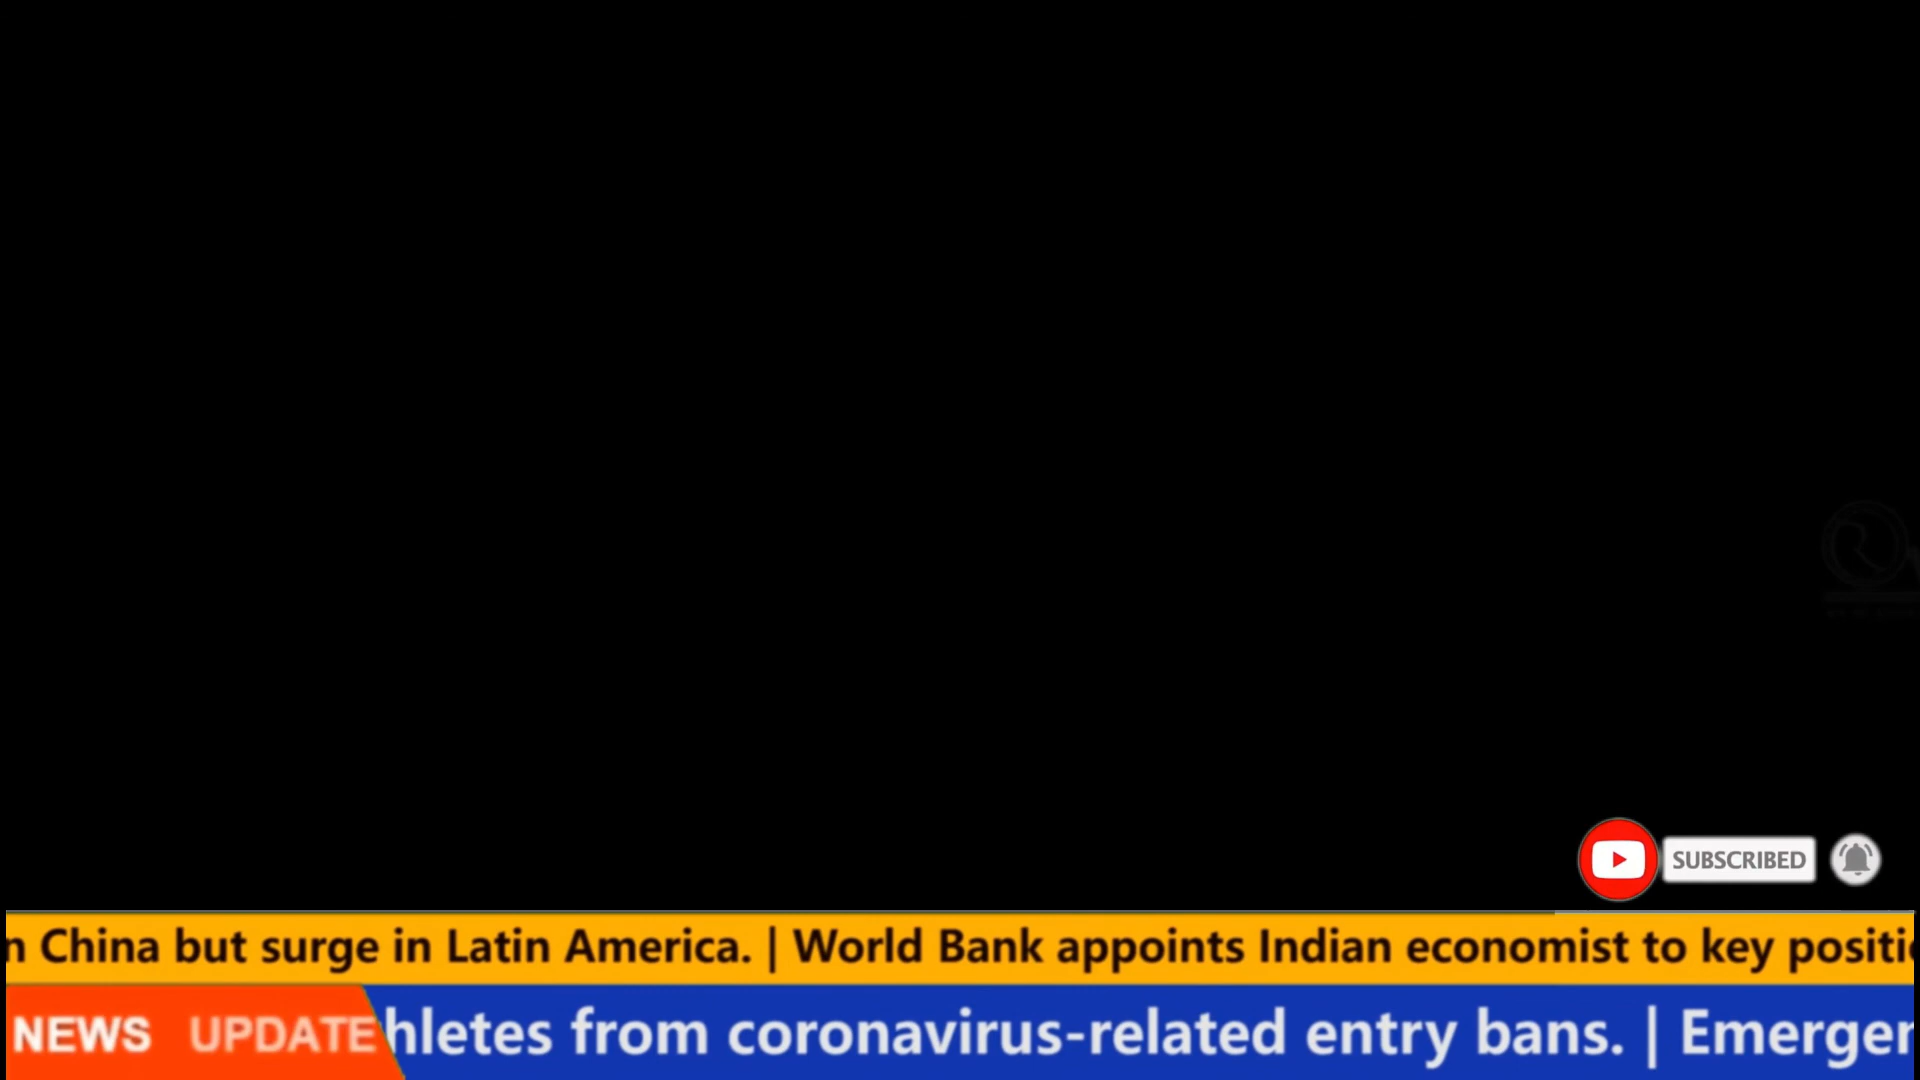 SUBSCRIBED
n China but surge in Latin America. | World Bank appoints Indian economist to key positi
NEWS UPDATE hletes from coronavirus-related entry bans. | Emerger